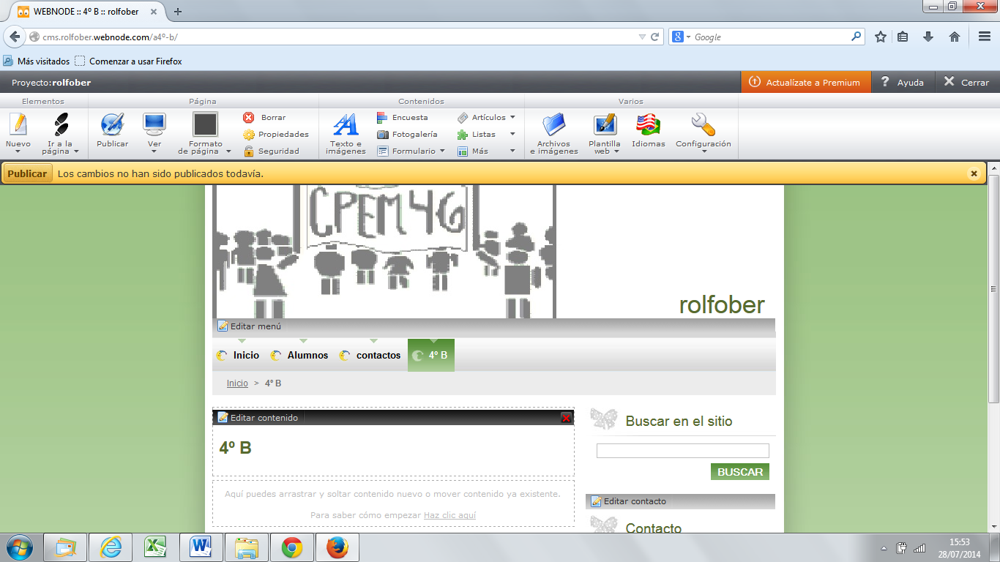 WEBNODE :: 4º B :: rolfober
cms.rolfober.webnode.com/a4º-b/
Google
Más visitados
Comenzar a usar Firefox
Proyecto:rolfober
Actualízate a Premium
? Ayuda
Cerrar
Elementos
Página
Contenidos
Varios
Nuevo
Ir a la página
Publicar
Ver
Formato de página
Borrar
Propiedades
Seguridad
Texto e imágenes
Encuesta
Fotogalería
Formulario
Artículos
Listas
Más
Archivos e imágenes
Plantilla web
Idiomas
Configuración
Publicar Los cambios no han sido publicados todavía.
CPEM46
rolfober
Editar menú
Inicio Alumnos contactos 4º B
Inicio > 4º B
Editar contenido
4º B
Aquí puedes arrastrar y soltar contenido nuevo o mover contenido ya existente.
Para saber cómo empezar Haz clic aquí
Buscar en el sitio
BUSCAR
Editar contacto
Contacto
15:53
28/07/2014